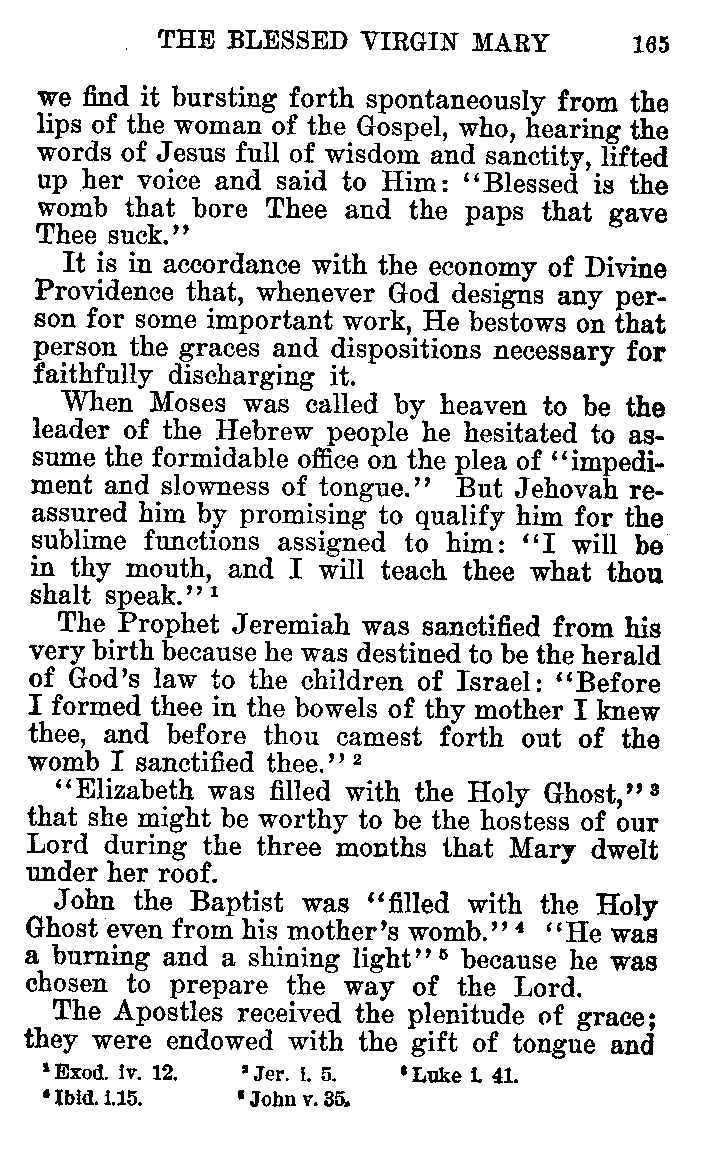 THE BLESSED VIRGIN MARY 165
we find it bursting forth spontaneously from the
lips of the woman of the Gospel, who, hearing the
words of Jesus full of wisdom and sanctity, lifted
up her voice and said to Him: “Blessed is the
womb that bore Thee and the paps that gave
Thee suck.”
It is in accordance with the economy of Divine
Providence that, whenever God designs any per-
son for some important work, He bestows on that
person the graces and dispositions necessary for
faithfully discharging it.
When Moses was called by heaven to be the
leader of the Hebrew people he hesitated to as-
sume the formidable office on the plea of “impedi-
ment and slowness of tongue.” But Jehovah re-
assured him by promising to qualify him for the
sublime functions assigned to him: “I will be
in thy mouth, and I will teach thee what thou
shalt speak.” ¹
The Prophet Jeremiah was sanctified from his
very birth because he was destined to be the herald
of God’s law to the children of Israel: “Before
I formed thee in the bowels of thy mother I knew
thee, and before thou camest forth out of the
womb I sanctified thee.” ²
“Elizabeth was filled with the Holy Ghost,” ³
that she might be worthy to be the hostess of our
Lord during the three months that Mary dwelt
under her roof.
John the Baptist was “filled with the Holy
Ghost even from his mother’s womb.” ⁴ “He was
a burning and a shining light” ⁵ because he was
chosen to prepare the way of the Lord.
The Apostles received the plenitude of grace;
they were endowed with the gift of tongue and
¹ Exod. iv. 12. ² Jer. i. 5. ³ Luke i. 41.
⁴ Ibid. i.15. ⁵ John v. 35.